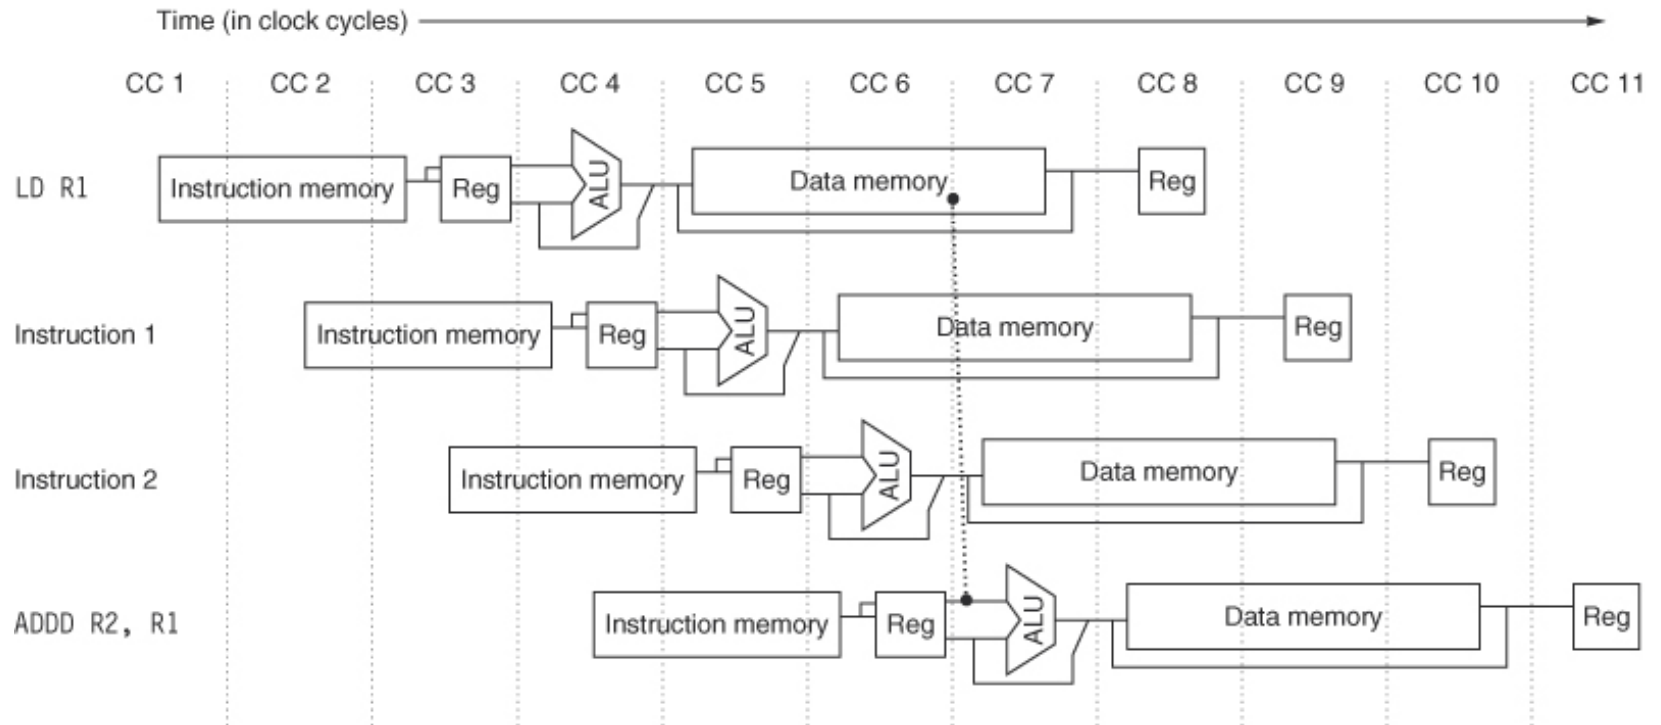 Time (in clock cycles)
CC 1 CC 2 CC 3 CC 4 CC 5 CC 6 CC 7 CC 8 CC 9 CC 10 CC 11
LD R1 Instruction memory Reg ALU Data memory Reg
Instruction 1 Instruction memory Reg ALU Data memory Reg
Instruction 2 Instruction memory Reg ALU Data memory Reg
ADDD R2, R1 Instruction memory Reg ALU Data memory Reg